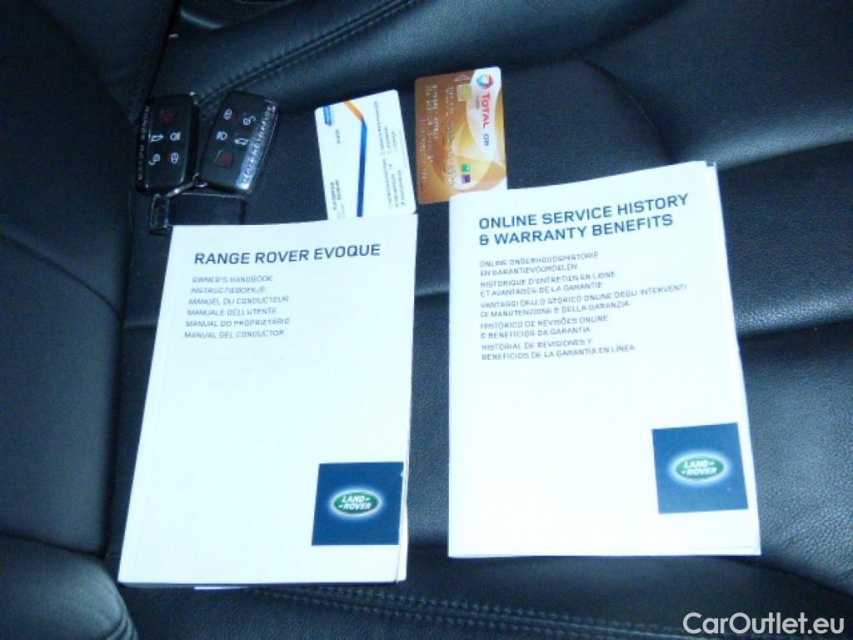 TOTAL GR
RANGE ROVER EVOQUE
OWNER'S HANDBOOK
INSTRUCTIEBOEKJE
MANUEL DU CONDUCTEUR
MANUALE DELL'UTENTE
MANUAL DO PROPRIETÁRIO
MANUAL DEL CONDUCTOR
LAND-
ROVER
ONLINE SERVICE HISTORY
& WARRANTY BENEFITS
ONLINE ONDERHOUDSHISTORIE
EN GARANTIEVOORDELEN
HISTORIQUE D'ENTRETIEN EN LIGNE
ET AVANTAGES DE LA GARANTIE
VANTAGGI DELLO STORICO ONLINE DEGLI INTERVENTI
DI MANUTENZIONE E DELLA GARANZIA
HISTÓRICO DE REVISÕES ONLINE
E BENEFÍCIOS DA GARANTIA
HISTORIAL DE REVISIONES Y
BENEFICIOS DE LA GARANTÍA EN LÍNEA
LAND-
ROVER
CarOutlet.eu